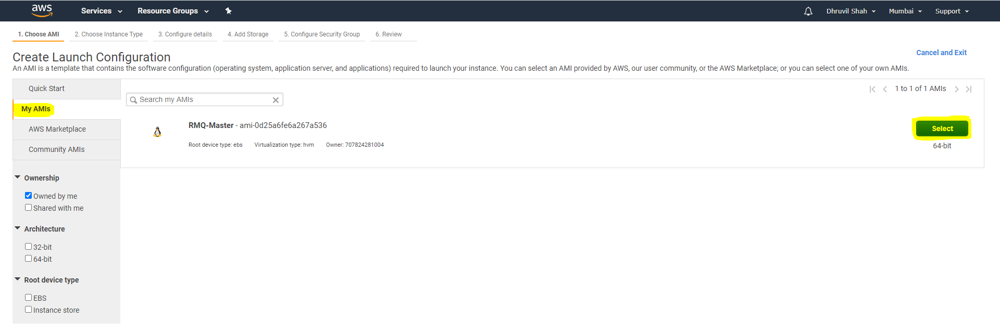 aws Services Resource Groups Dhruvil Shah Mumbai Support
1. Choose AMI 2. Choose Instance Type 3. Configure details 4. Add Storage 5. Configure Security Group 6. Review
Create Launch Configuration
Cancel and Exit
An AMI is a template that contains the software configuration (operating system, application server, and applications) required to launch your instance. You can select an AMI provided by AWS, our user community, or the AWS Marketplace; or you can select one of your own AMIs.
Quick Start
My AMIs
AWS Marketplace
Community AMIs
Ownership
Owned by me
Shared with me
Architecture
32-bit
64-bit
Root device type
EBS
Instance store
1 to 1 of 1 AMIs
Search my AMIs
RMQ-Master - ami-0d25a6fe6a267a536
Root device type: ebs Virtualization type: hvm Owner: 707824281004
Select
64-bit